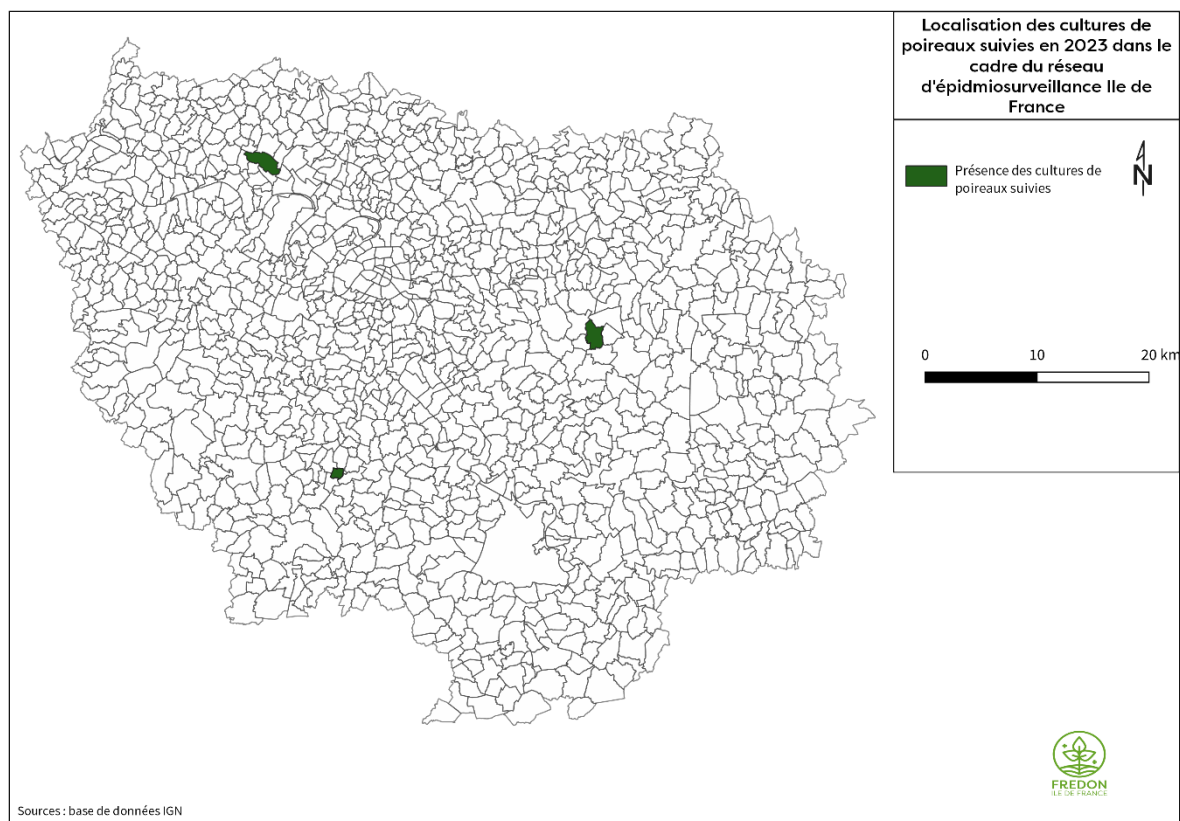 Localisation des cultures de
poireaux suivies en 2023 dans le
cadre du réseau
d'épidmiosurveillance Ile de
France
Présence des cultures de
poireaux suivies
N
0 10 20 km
FREDON
ILE DE FRANCE
Sources : base de données IGN